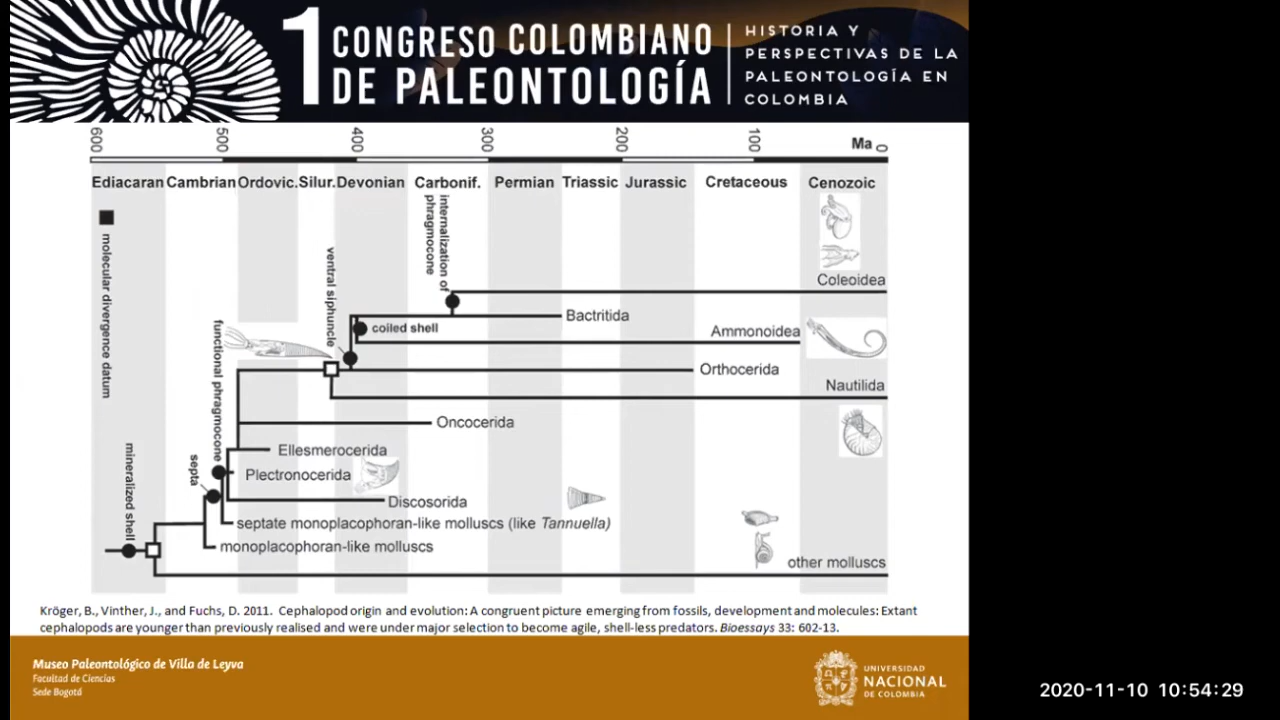 1 CONGRESO COLOMBIANO
DE PALEONTOLOGÍA
HISTORIA Y
PERSPECTIVAS DE LA
PALEONTOLOGÍA EN
COLOMBIA
600 500 400 300 200 100 Ma 0
Ediacaran Cambrian Ordovic. Silur. Devonian Carbonif. Permian Triassic Jurassic Cretaceous Cenozoic
molecular divergence datum
mineralized shell
septa
functional phragmocone
ventral siphuncle
internalization of
phragmocone
Coleoidea
Bactritida
coiled shell
Ammonoidea
Orthocerida
Nautilida
Oncocerida
Ellesmerocerida
Plectronocerida
Discosorida
septate monoplacophoran-like molluscs (like Tannuella)
monoplacophoran-like molluscs
other molluscs
Kröger, B., Vinther, J., and Fuchs, D. 2011. Cephalopod origin and evolution: A congruent picture emerging from fossils, development and molecules: Extant
cephalopods are younger than previously realised and were under major selection to become agile, shell-less predators. Bioessays 33: 602-13.
Museo Paleontológico de Villa de Leyva
Facultad de Ciencias
Sede Bogotá
UNIVERSIDAD
NACIONAL
DE COLOMBIA
2020-11-10 10:54:29